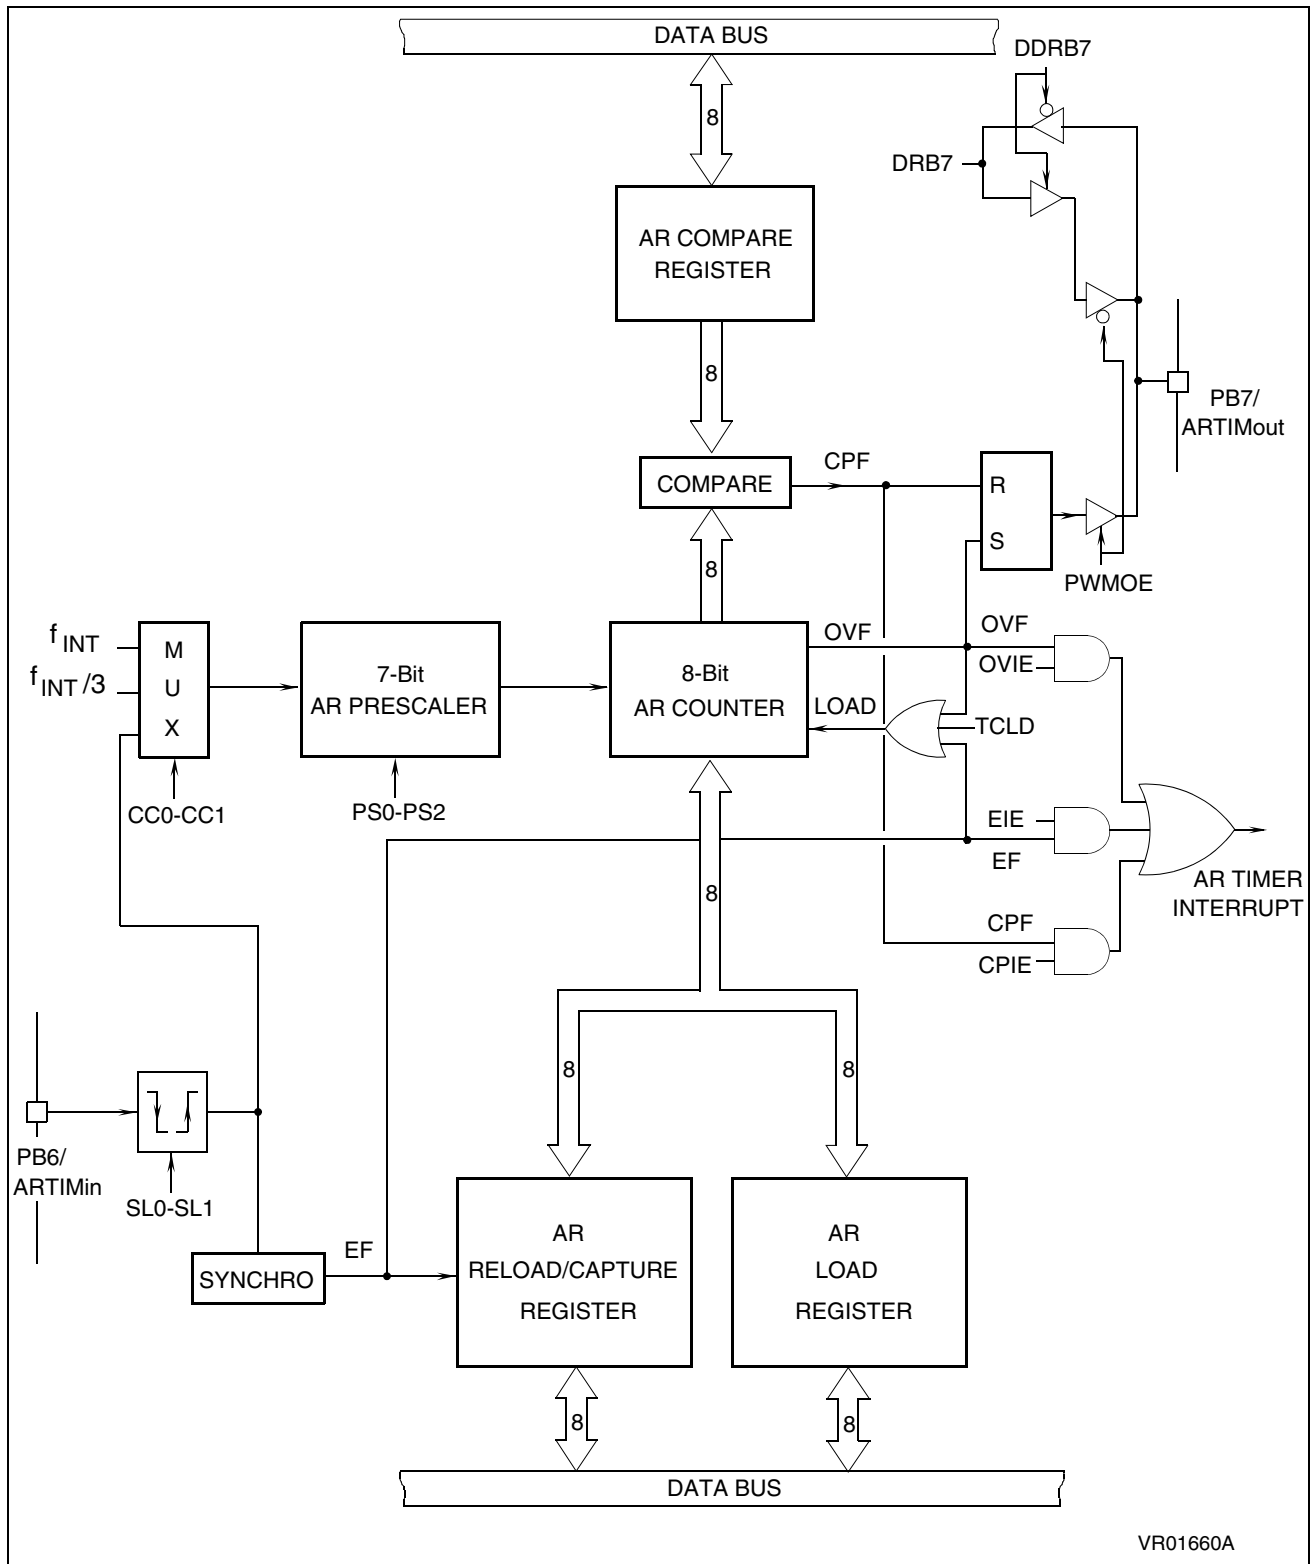 DATA BUS
DDRB7
8
DRB7
AR COMPARE
REGISTER
8
PB7/
ARTIMout
CPF
COMPARE
R
S
8
PWMOE
f INT
f INT /3
M
U
X
7-Bit
AR PRESCALER
8-Bit
AR COUNTER
OVF
OVF
OVIE
LOAD
TCLD
CC0-CC1
PS0-PS2
EIE
EF
AR TIMER
INTERRUPT
8
CPF
CPIE
8
8
PB6/
ARTIMin
SL0-SL1
SYNCHRO
EF
AR
RELOAD/CAPTURE
REGISTER
AR
LOAD
REGISTER
8
8
DATA BUS
VR01660A